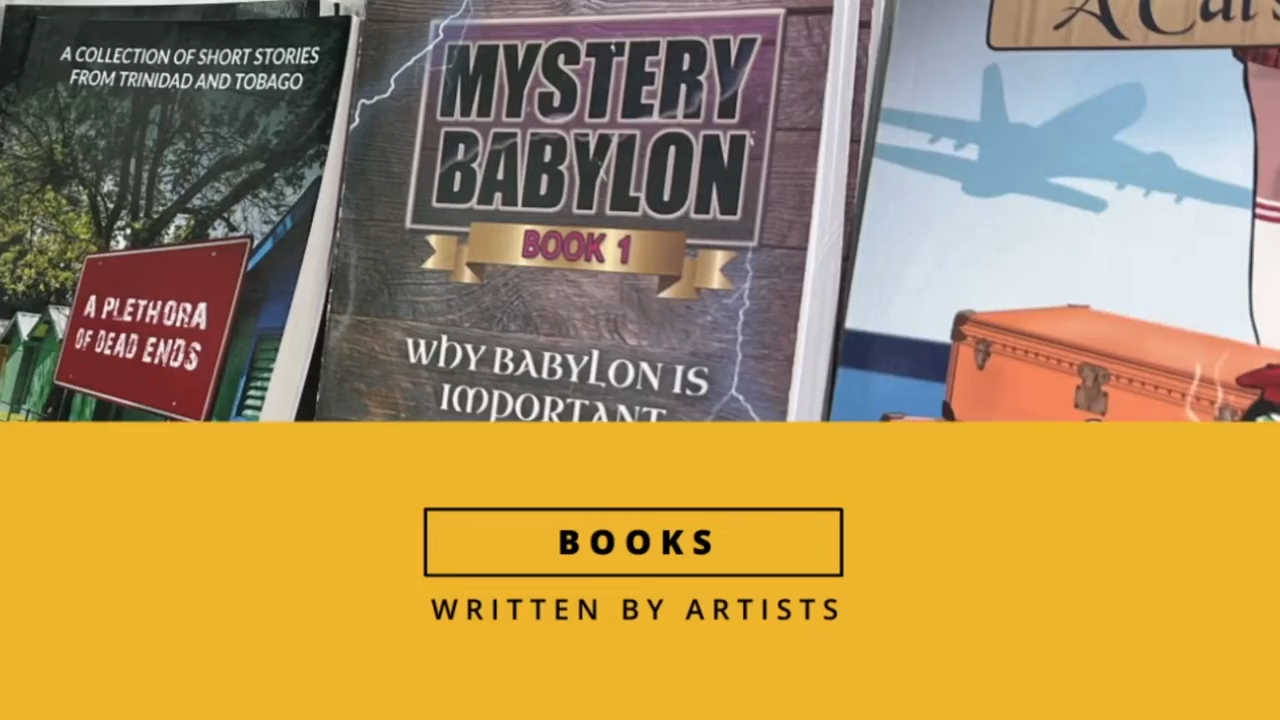 A COLLECTION OF SHORT STORIES
FROM TRINIDAD AND TOBAGO
A PLETHORA
OF DEAD ENDS
MYSTERY
BABYLON
BOOK 1
WHY BABYLON IS
IMPORTANT
A
BOOKS
WRITTEN BY ARTISTS